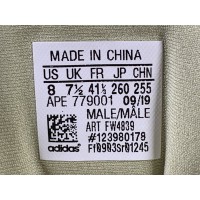 MADE IN CHINA
US UK FR JP CHN
8 7½ 41⅓ 260 255
APE 779001 09/19
MALE/MÂLE
ART FW4839
#123980178
adidas F10903Sr01245